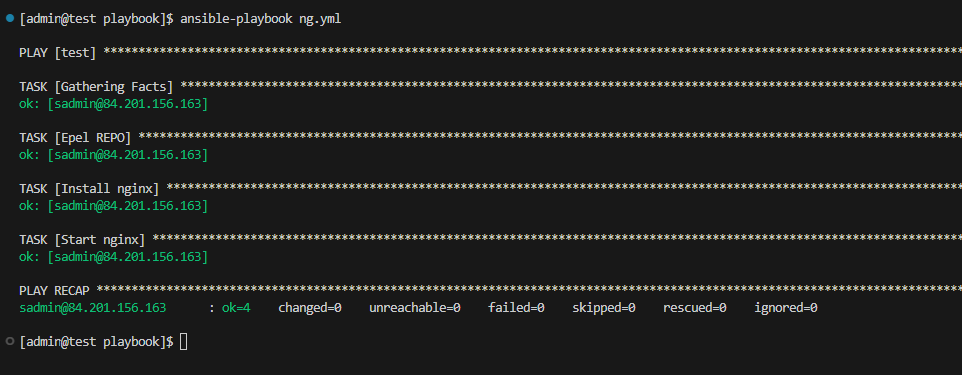 [admin@test playbook]$ ansible-playbook ng.yml
PLAY [test] ***************************************************************************************************************************
TASK [Gathering Facts] ****************************************************************************************************************
ok: [sadmin@84.201.156.163]
TASK [Epel REPO] **********************************************************************************************************************
ok: [sadmin@84.201.156.163]
TASK [Install nginx] ******************************************************************************************************************
ok: [sadmin@84.201.156.163]
TASK [Start nginx] ********************************************************************************************************************
ok: [sadmin@84.201.156.163]
PLAY RECAP ****************************************************************************************************************************
sadmin@84.201.156.163      : ok=4    changed=0    unreachable=0    failed=0    skipped=0    rescued=0    ignored=0
[admin@test playbook]$